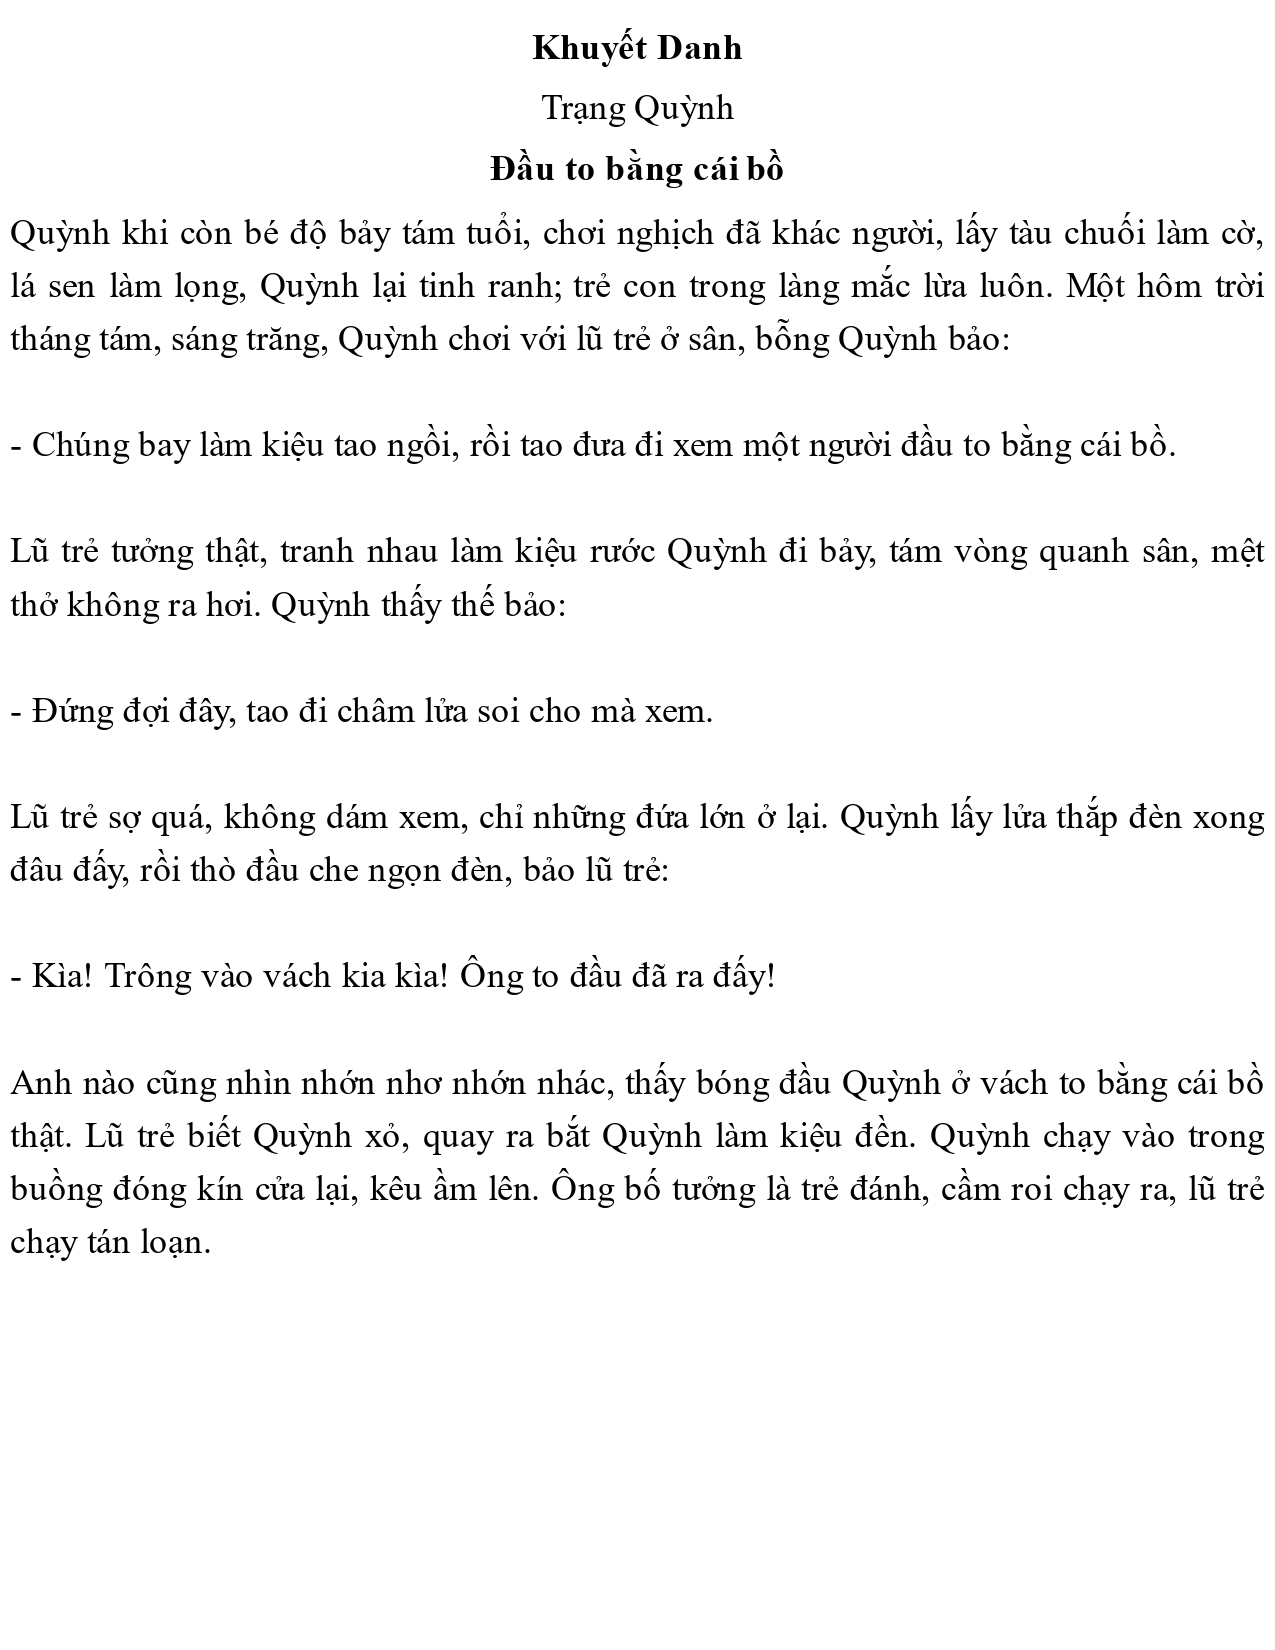 Khuyết Danh
Trạng Quỳnh
Đầu to bằng cái bồ
Quỳnh khi còn bé độ bảy tám tuổi, chơi nghịch đã khác người, lấy tàu chuối làm cờ,
lá sen làm lọng, Quỳnh lại tinh ranh; trẻ con trong làng mắc lừa luôn. Một hôm trời
tháng tám, sáng trăng, Quỳnh chơi với lũ trẻ ở sân, bỗng Quỳnh bảo:
- Chúng bay làm kiệu tao ngồi, rồi tao đưa đi xem một người đầu to bằng cái bồ.
Lũ trẻ tưởng thật, tranh nhau làm kiệu rước Quỳnh đi bảy, tám vòng quanh sân, mệt
thở không ra hơi. Quỳnh thấy thế bảo:
- Đứng đợi đây, tao đi châm lửa soi cho mà xem.
Lũ trẻ sợ quá, không dám xem, chỉ những đứa lớn ở lại. Quỳnh lấy lửa thắp đèn xong
đâu đấy, rồi thò đầu che ngọn đèn, bảo lũ trẻ:
- Kìa! Trông vào vách kia kìa! Ông to đầu đã ra đấy!
Anh nào cũng nhìn nhớn nhơ nhớn nhác, thấy bóng đầu Quỳnh ở vách to bằng cái bồ
thật. Lũ trẻ biết Quỳnh xỏ, quay ra bắt Quỳnh làm kiệu đền. Quỳnh chạy vào trong
buồng đóng kín cửa lại, kêu ầm lên. Ông bố tưởng là trẻ đánh, cầm roi chạy ra, lũ trẻ
chạy tán loạn.